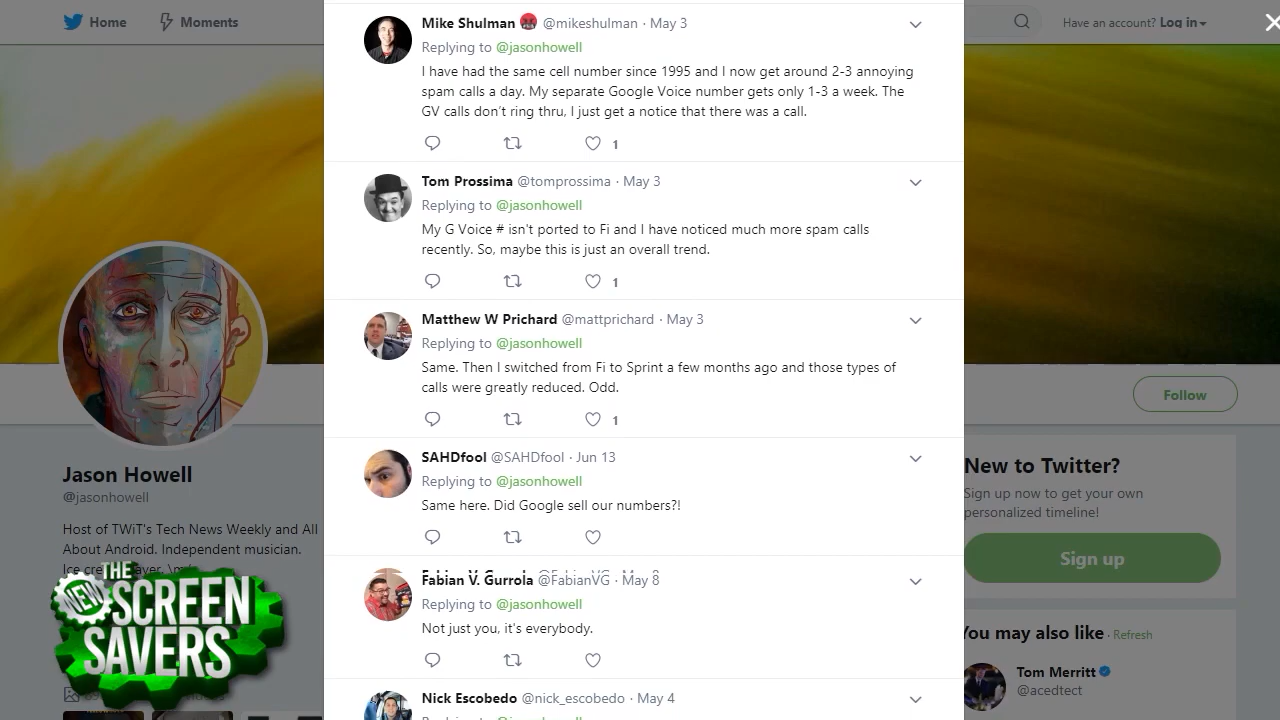 Home
Moments
Have an account? Log in
Mike Shulman @mikeshulman · May 3
Replying to @jasonhowell
I have had the same cell number since 1995 and I now get around 2-3 annoying
spam calls a day. My separate Google Voice number gets only 1-3 a week. The
GV calls don't ring thru, I just get a notice that there was a call.
1
Tom Prossima @tomprossima · May 3
Replying to @jasonhowell
My G Voice # isn't ported to Fi and I have noticed much more spam calls
recently. So, maybe this is just an overall trend.
1
Matthew W Prichard @mattprichard · May 3
Replying to @jasonhowell
Same. Then I switched from Fi to Sprint a few months ago and those types of
calls were greatly reduced. Odd.
1
SAHDfool @SAHDfool · Jun 13
Replying to @jasonhowell
Same here. Did Google sell our numbers?!
Fabian V. Gurrola @FabianVG · May 8
Replying to @jasonhowell
Not just you, it's everybody.
Nick Escobedo @nick_escobedo · May 4
Replying to @jasonhowell
Jason Howell
@jasonhowell
Host of TWiT's Tech News Weekly and All
About Android. Independent musician.
Ice
THE
NEW
SCREEN
SAVERS
Follow
New to Twitter?
Sign up now to get your own
personalized timeline!
Sign up
You may also like · Refresh
Tom Merritt
@acedtect